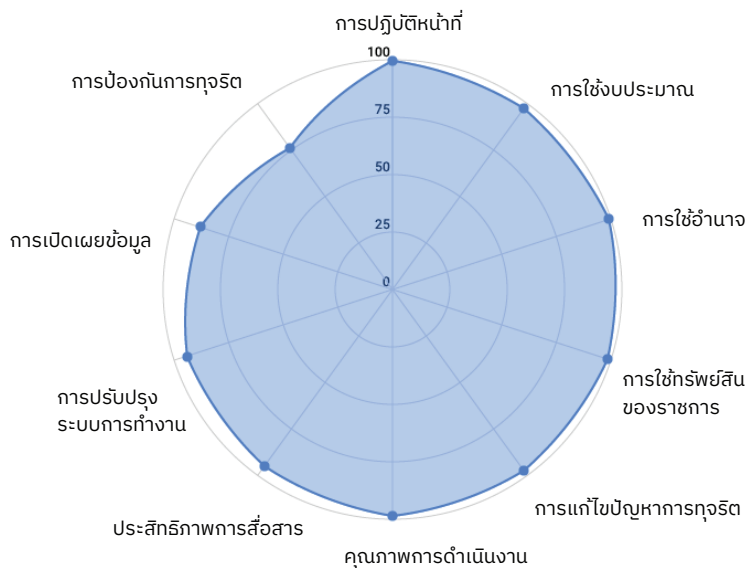 การปฏิบัติหน้าที่
100
การป้องกันการทุจริต
การใช้งบประมาณ
75
50
การใช้อำนาจ
25
การเปิดเผยข้อมูล
0
การใช้ทรัพย์สิน
ของราชการ
การปรับปรุง
ระบบการทำงาน
การแก้ไขปัญหาการทุจริต
ประสิทธิภาพการสื่อสาร
คุณภาพการดำเนินงาน